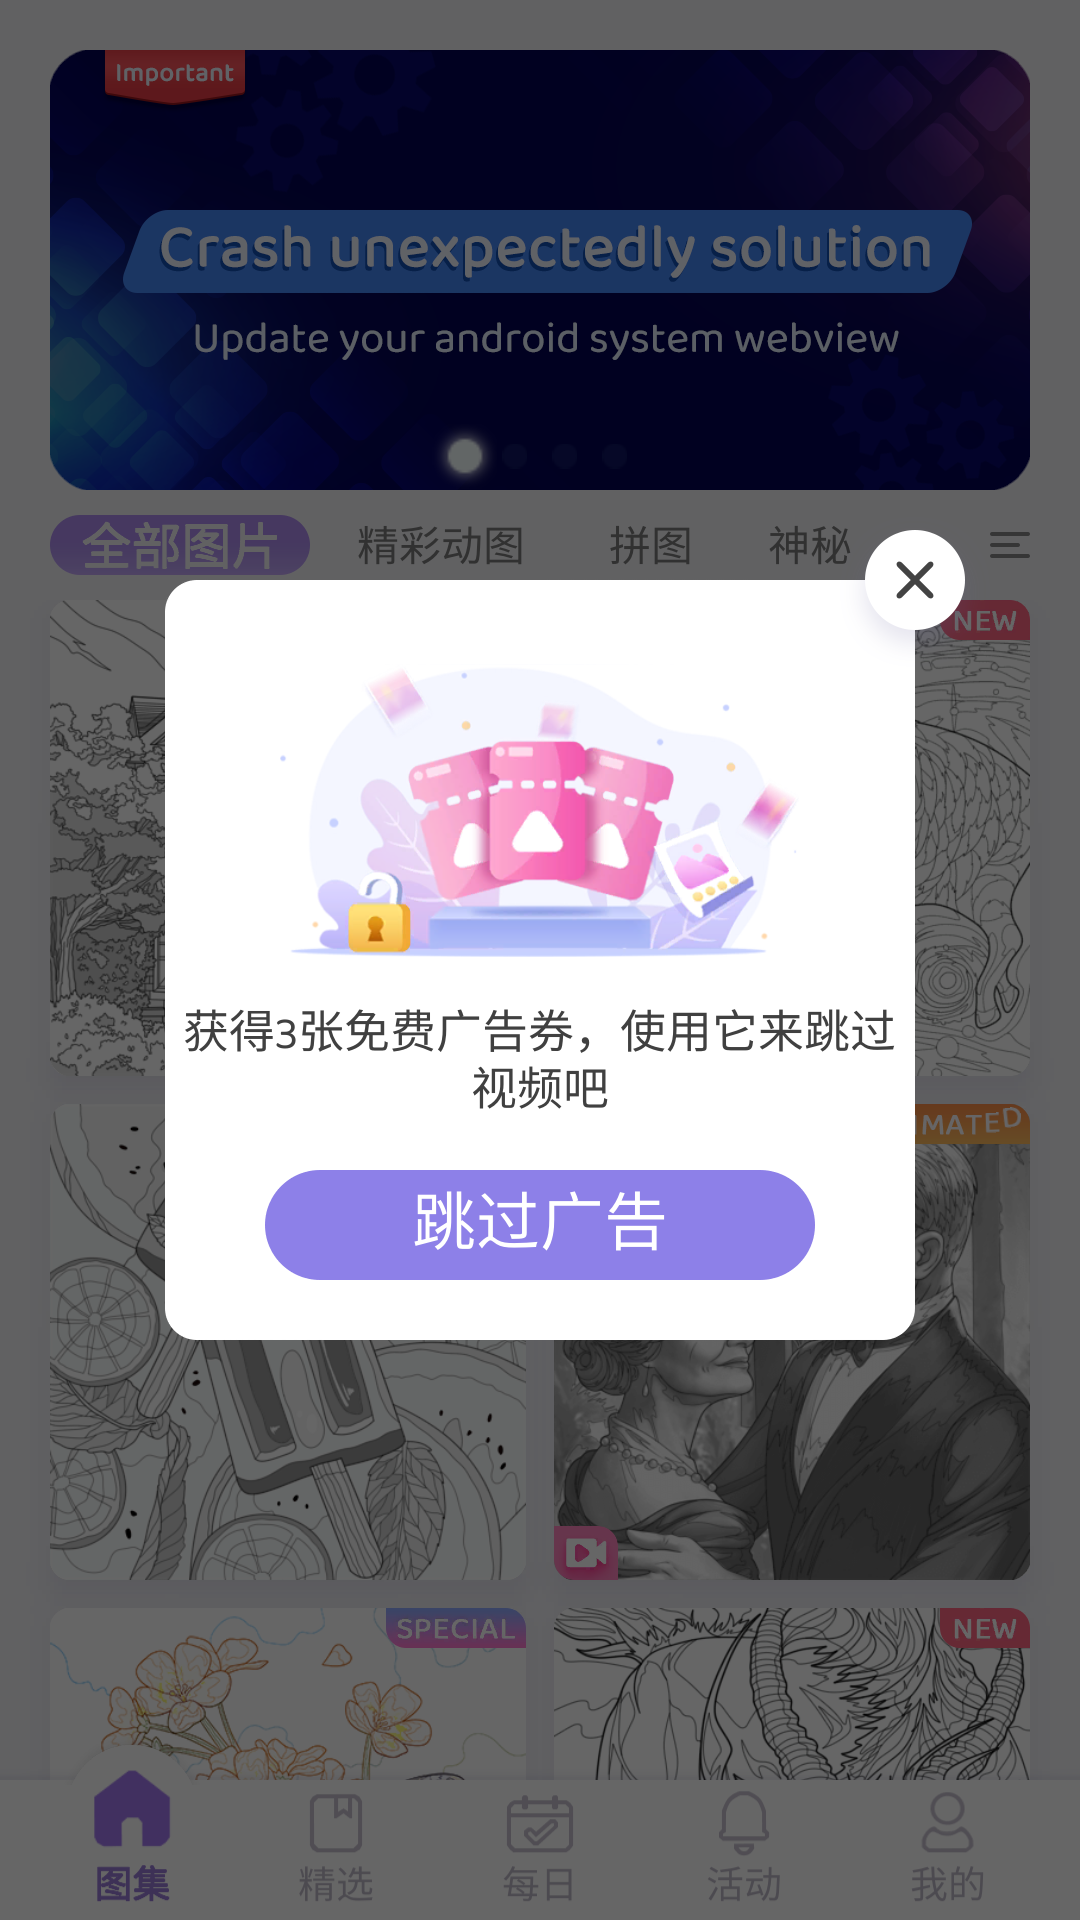 Important
Crash unexpectedly solution
Update your android system webview
全部图片 精彩动图 拼图 神秘
NEW
获得3张免费广告券，使用它来跳过
视频吧
跳过广告
IMATED
SPECIAL
NEW
图集 精选 每日 活动 我的